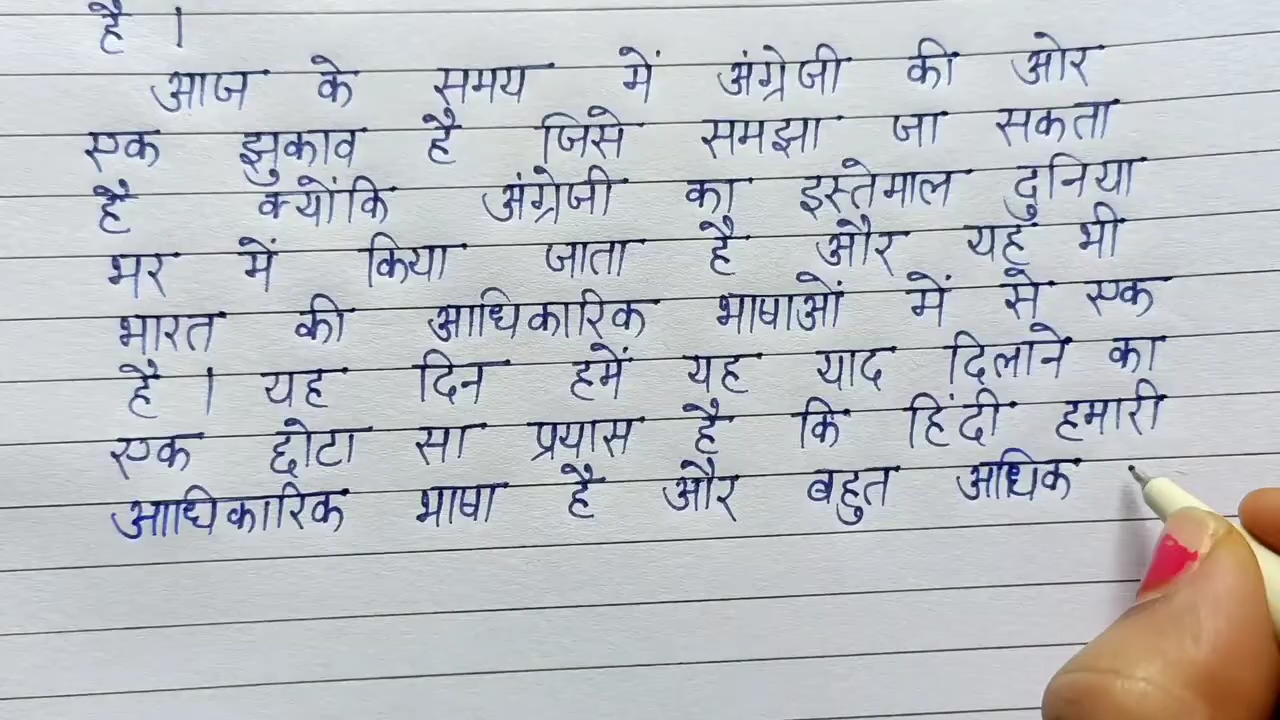 है ।
आज के समय में अंग्रेजी की ओर
एक झुकाव है जिसे समझा जा सकता
है क्योंकि अंग्रेजी का इस्तेमाल दुनिया
भर में किया जाता है और यह भी
भारत की आधिकारिक भाषाओं में से एक
है । यह दिन हमें यह याद दिलाने का
एक छोटा सा प्रयास है कि हिंदी हमारी
आधिकारिक भाषा है और बहुत अधिक